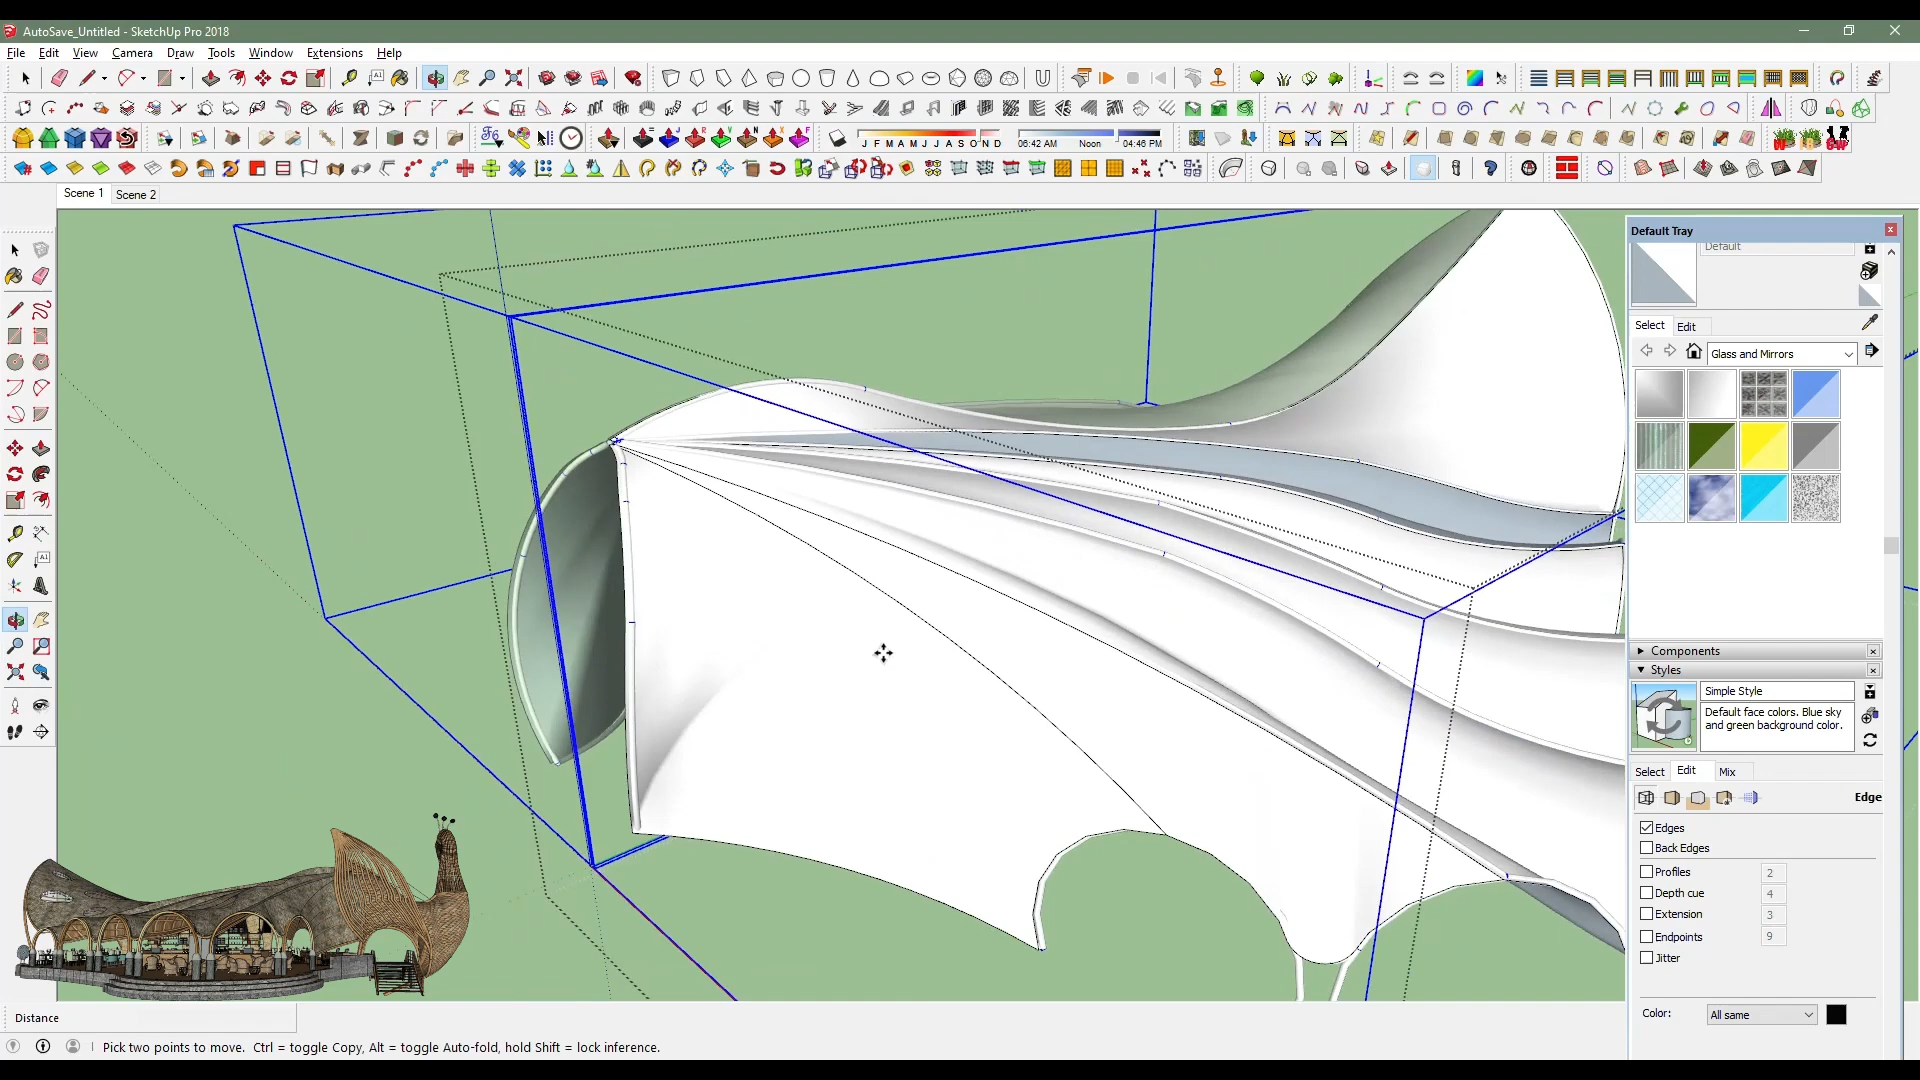 AutoSave_Untitled - SketchUp Pro 2018
File Edit View Camera Draw Tools Window Extensions Help
J F M A M J J A S O N D
06:42 AM Noon 04:46 PM
Scene 1 Scene 2
Default Tray
Default
Select Edit
Glass and Mirrors
Components
Styles
Simple Style
Default face colors. Blue sky
and green background color.
Select Edit Mix
Edge
Edges
Back Edges
Profiles 2
Depth cue 4
Extension 3
Endpoints 9
Jitter
Color: All same
Distance
Pick two points to move. Ctrl = toggle Copy, Alt = toggle Auto-fold, hold Shift = lock inference.